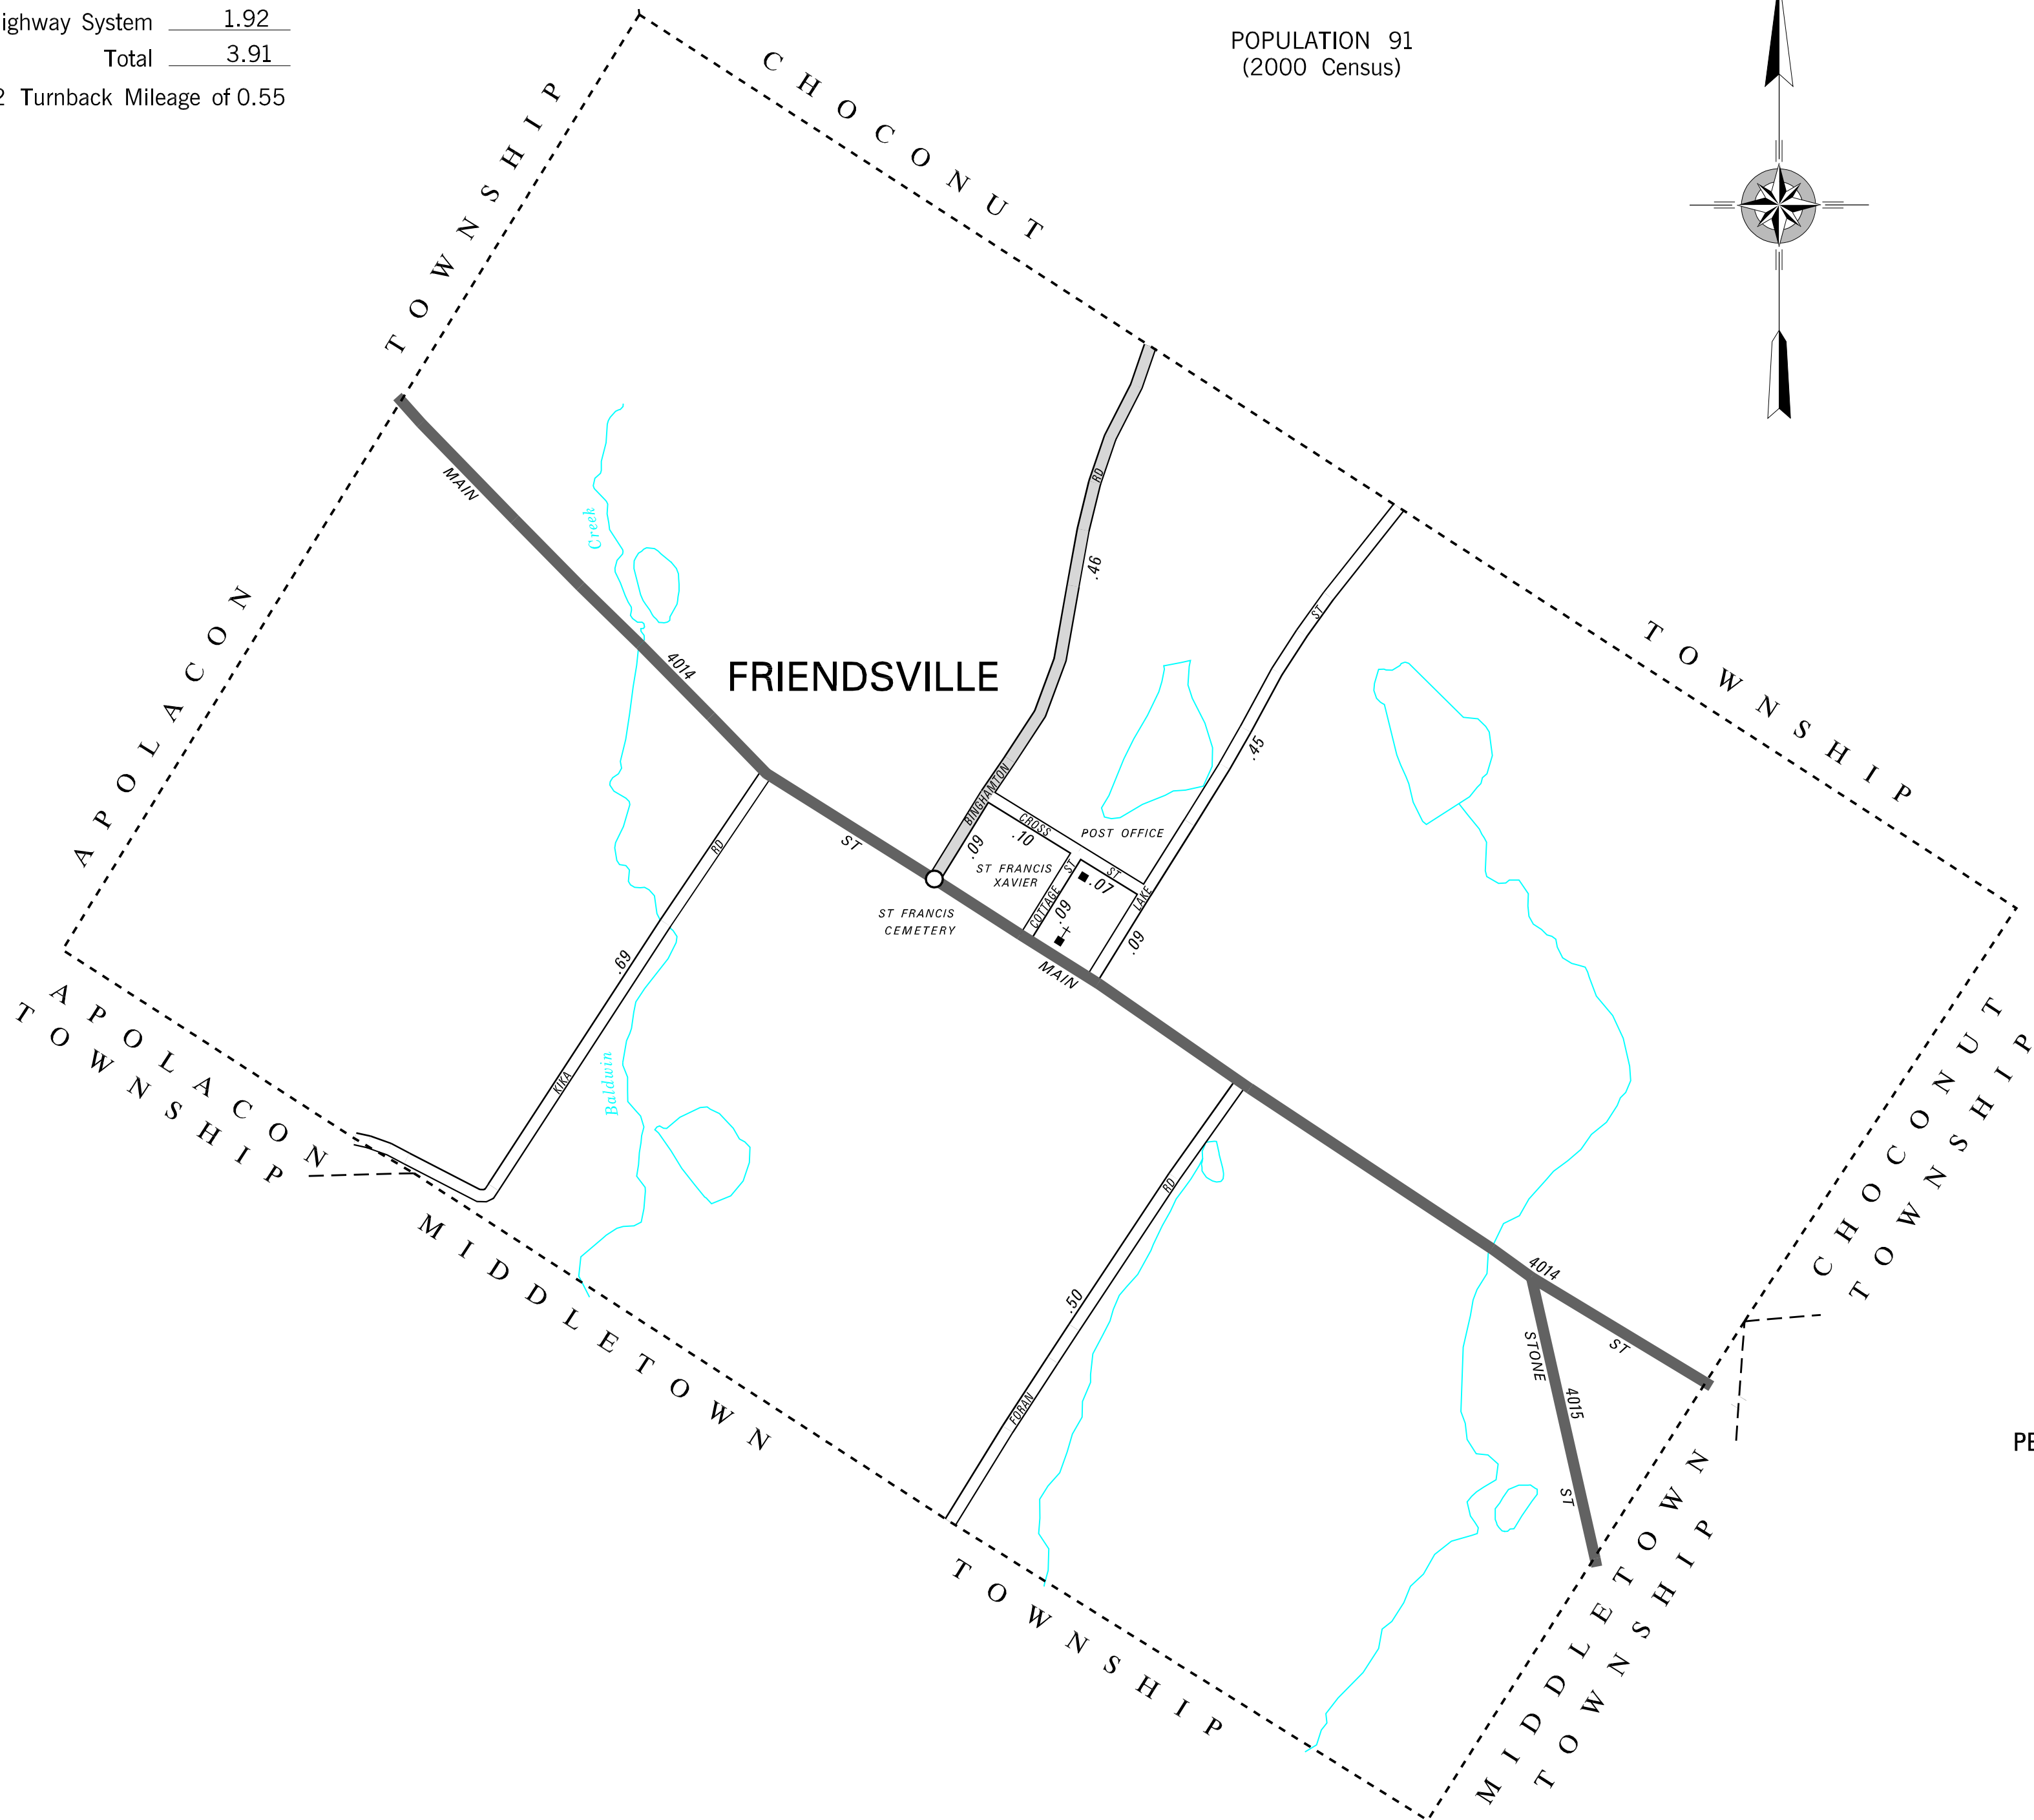 ighway System 1.92
Total 3.91
2 Turnback Mileage of 0.55
POPULATION 91
(2000 Census)
CHOCONUT
TOWNSHIP
APOLACON
TOWNSHIP
MAIN
Creek
4014
FRIENDSVILLE
RD
.46
ST
.45
BINGHAMTON
CROSS
POST OFFICE
.10
.09
ST FRANCIS
XAVIER
ST
ST
.07
COTTAGE
.09
LAKE
.09
ST
ST FRANCIS
CEMETERY
MAIN
RD
.69
KIKA
Baldwin
APOLACON
TOWNSHIP
MIDDLETOWN
TOWNSHIP
RD
.50
FORAN
4014
ST
STONE
4015
ST
CHOCONUT
TOWNSHIP
PE
MIDDLETOWN
TOWNSHIP